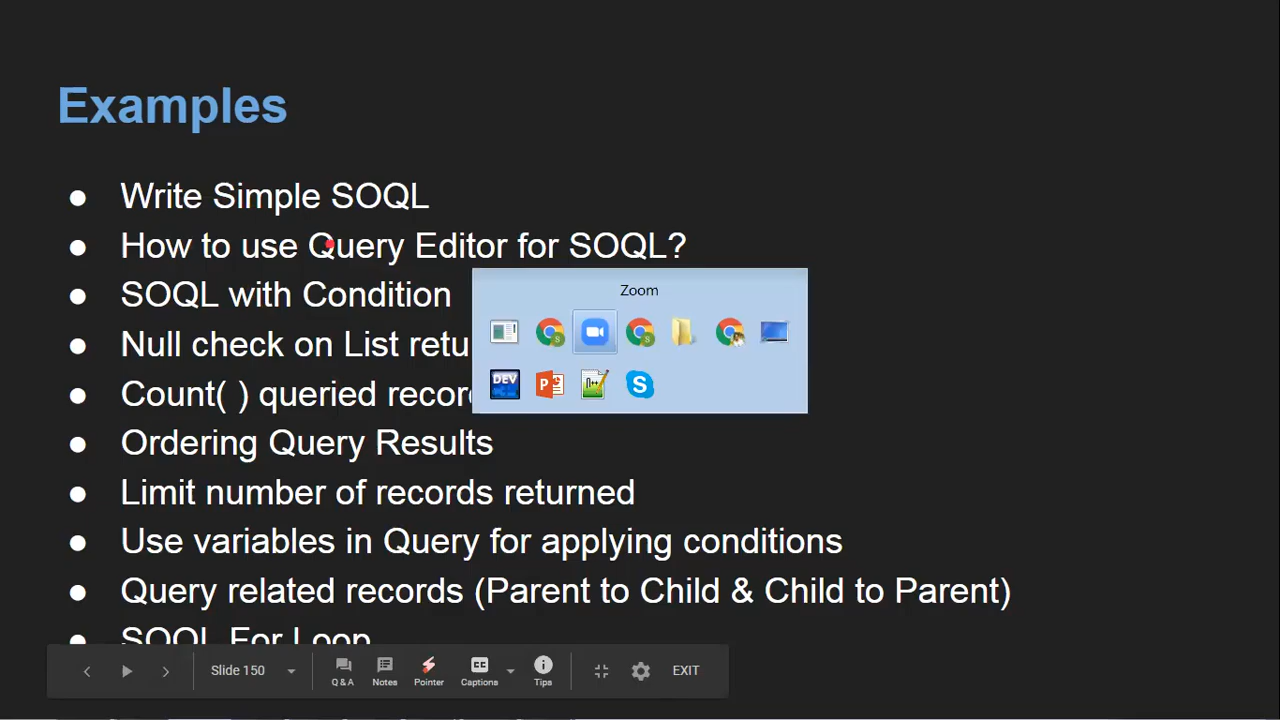 Examples
● Write Simple SOQL
● How to use Query Editor for SOQL?
● SOQL with Condition
● Null check on List retu
● Count( ) queried recor
● Ordering Query Results
● Limit number of records returned
● Use variables in Query for applying conditions
● Query related records (Parent to Child & Child to Parent)
● SOQL For Loop
Zoom
DEV
Slide 150
Q & A
Notes
Pointer
Captions
Tips
EXIT